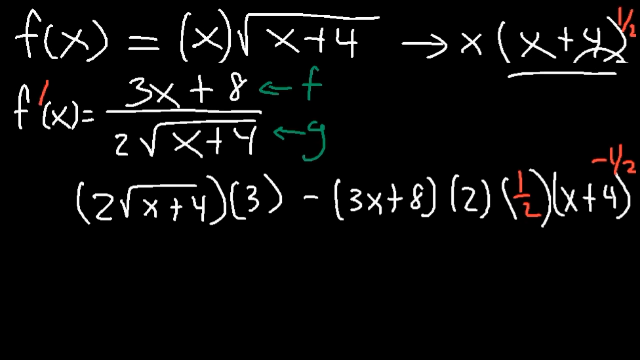 f(x) = (x)√(x+4) → x(x+4)^1/2
f'(x) = (3x+8)/(2√(x+4)) ← f ← g
(2√(x+4))(3) − (3x+8)(2)(1/2)(x+4)^-1/2